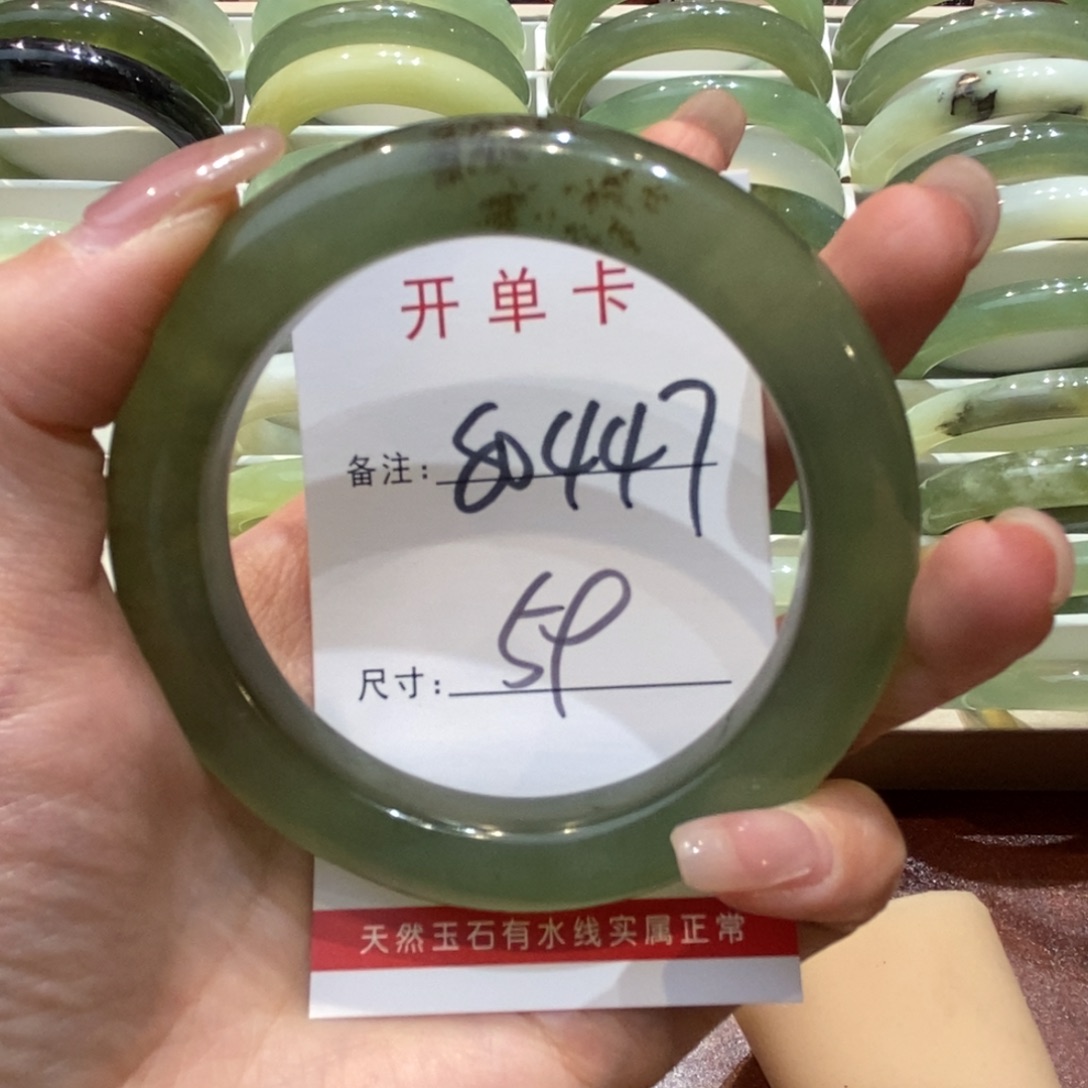 开单卡
备注: 80447
尺寸: 59
天然玉石有水线实属正常